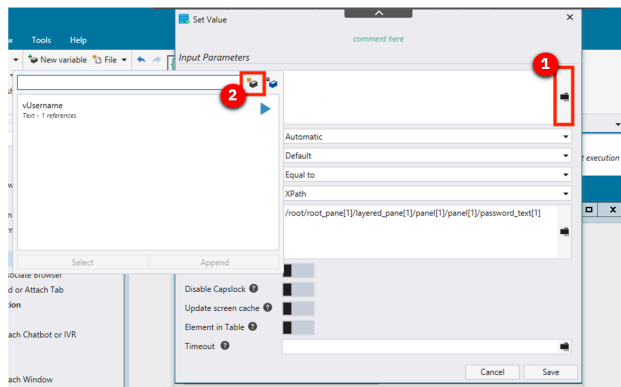 Set Value
×
w Tools Help
comment here
New variable File
Input Parameters
1
2
vUsername
Text - 1 references
Automatic
Default
t execution
Equal to
XPath
/root/root_pane[1]/layered_pane[1]/panel[1]/panel[1]/password_text[1]
x
Select Append
sociate Browser
d or Attach Tab
Disable Capslock ?
tion
Update screen cache ?
Element in Table ?
ach Chatbot or IVR
Timeout ?
Cancel Save
ach Window